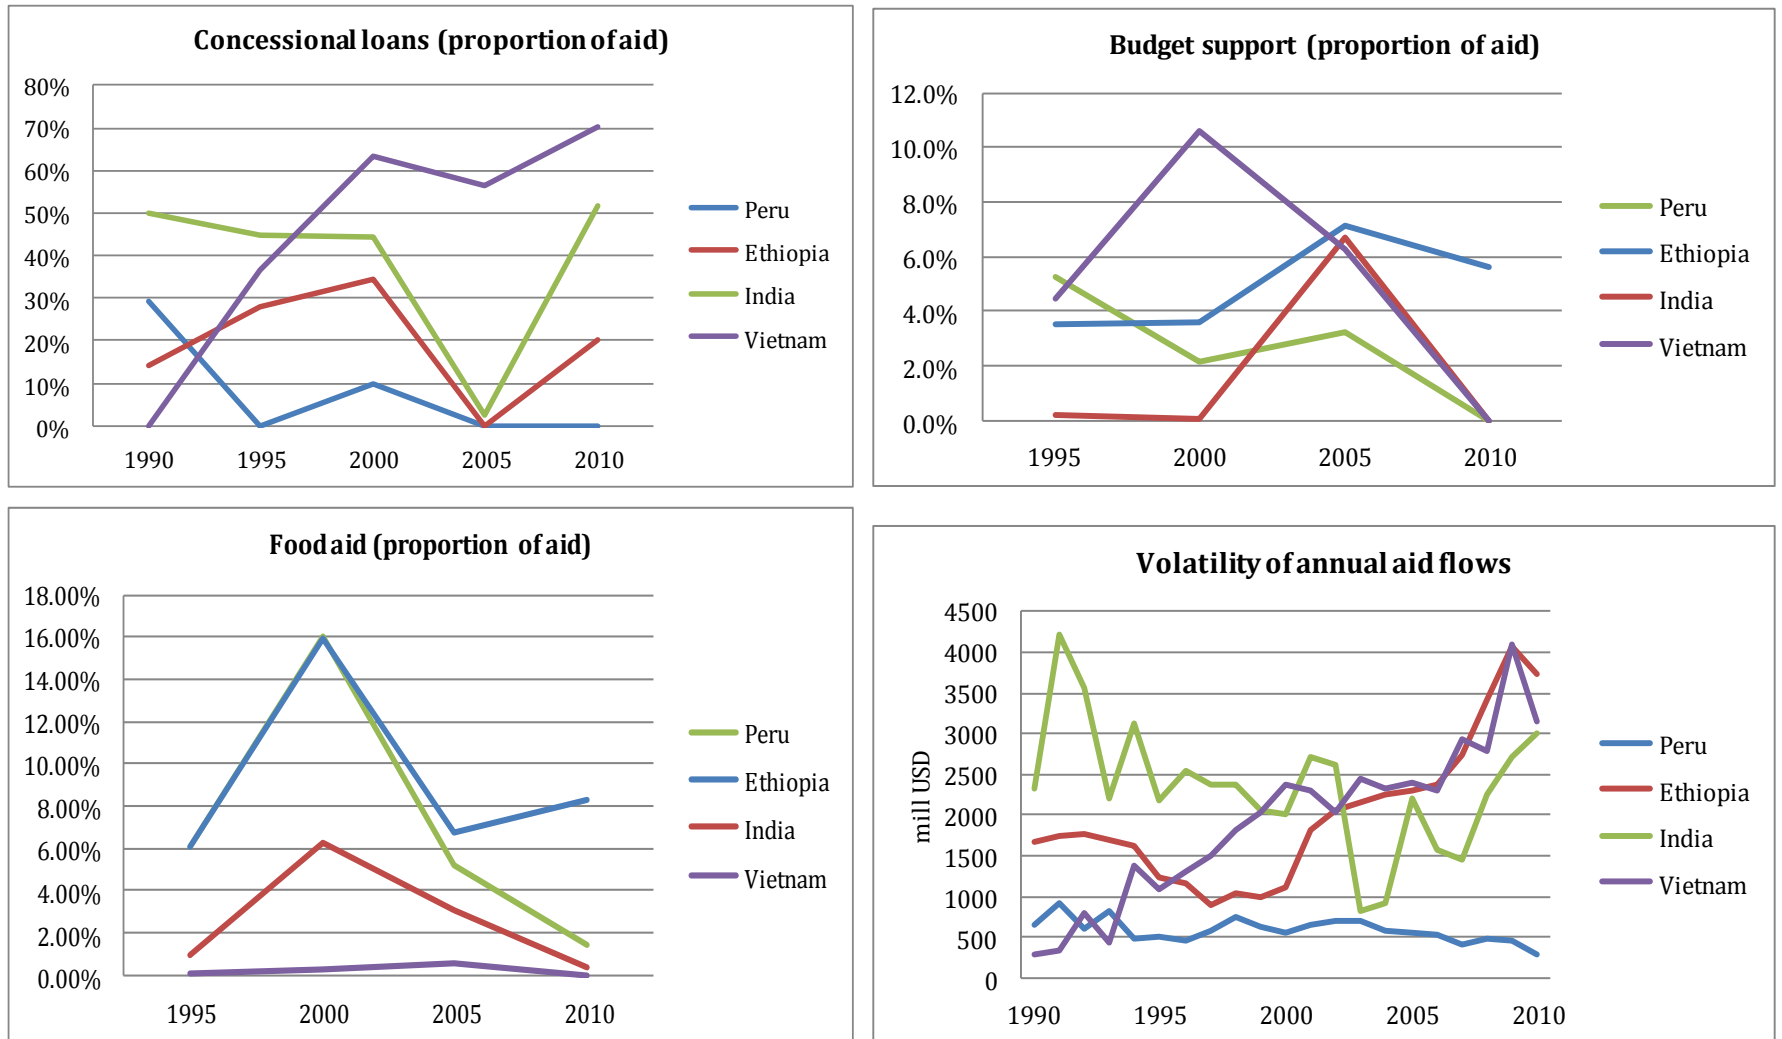 Concessional loans (proportion of aid)
80%
70%
60%
50%
40%
30%
20%
10%
0%
1990 1995 2000 2005 2010
Peru
Ethiopia
India
Vietnam
Budget support (proportion of aid)
12.0%
10.0%
8.0%
6.0%
4.0%
2.0%
0.0%
1995 2000 2005 2010
Peru
Ethiopia
India
Vietnam
Food aid (proportion of aid)
18.00%
16.00%
14.00%
12.00%
10.00%
8.00%
6.00%
4.00%
2.00%
0.00%
1995 2000 2005 2010
Peru
Ethiopia
India
Vietnam
Volatility of annual aid flows
mill USD
4500
4000
3500
3000
2500
2000
1500
1000
500
0
1990 1995 2000 2005 2010
Peru
Ethiopia
India
Vietnam